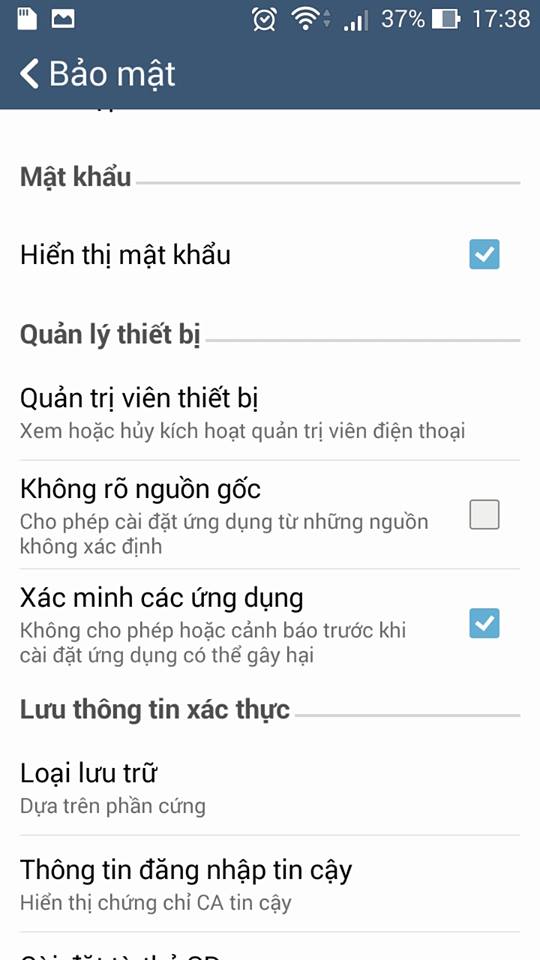 37% 17:38
Bảo mật
Mật khẩu
Hiển thị mật khẩu
Quản lý thiết bị
Quản trị viên thiết bị
Xem hoặc hủy kích hoạt quản trị viên điện thoại
Không rõ nguồn gốc
Cho phép cài đặt ứng dụng từ những nguồn
không xác định
Xác minh các ứng dụng
Không cho phép hoặc cảnh báo trước khi
cài đặt ứng dụng có thể gây hại
Lưu thông tin xác thực
Loại lưu trữ
Dựa trên phần cứng
Thông tin đăng nhập tin cậy
Hiển thị chứng chỉ CA tin cậy